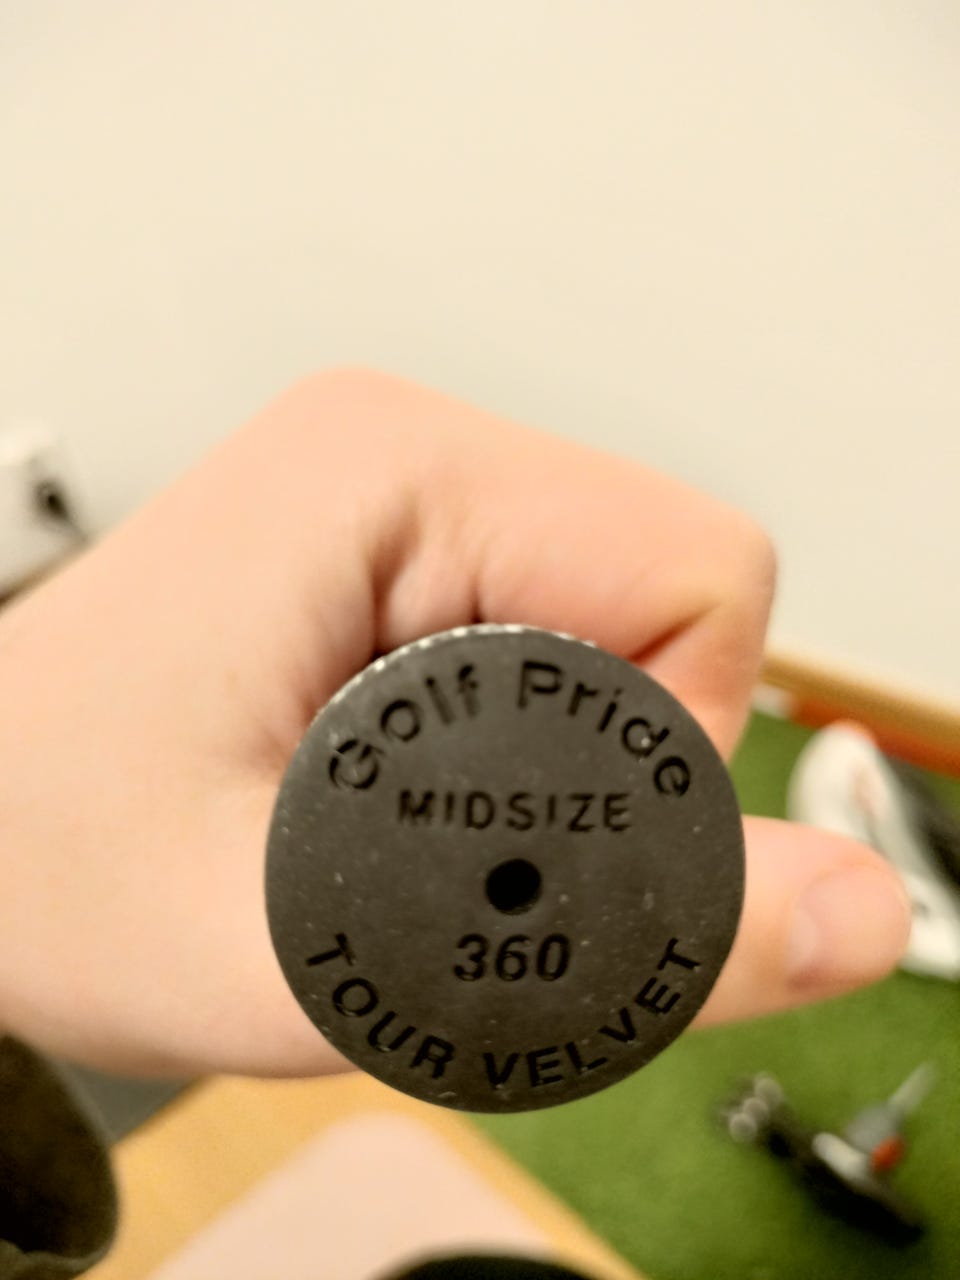 Golf Pride
MIDSIZE
360
TOUR VELVET